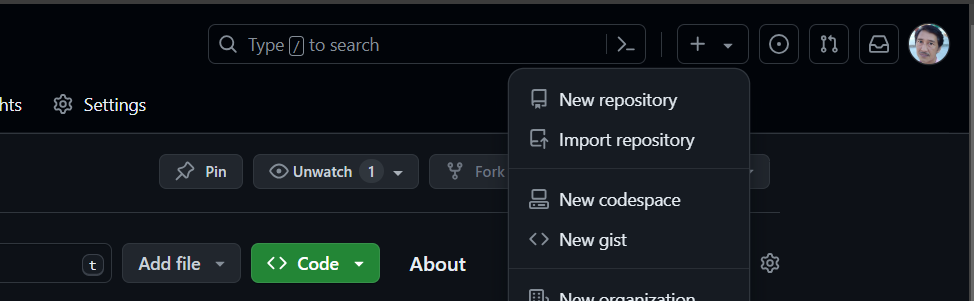 Type / to search
Settings
New repository
Import repository
Pin
Unwatch 1
Fork
New codespace
New gist
t
Add file
Code
About
New organization